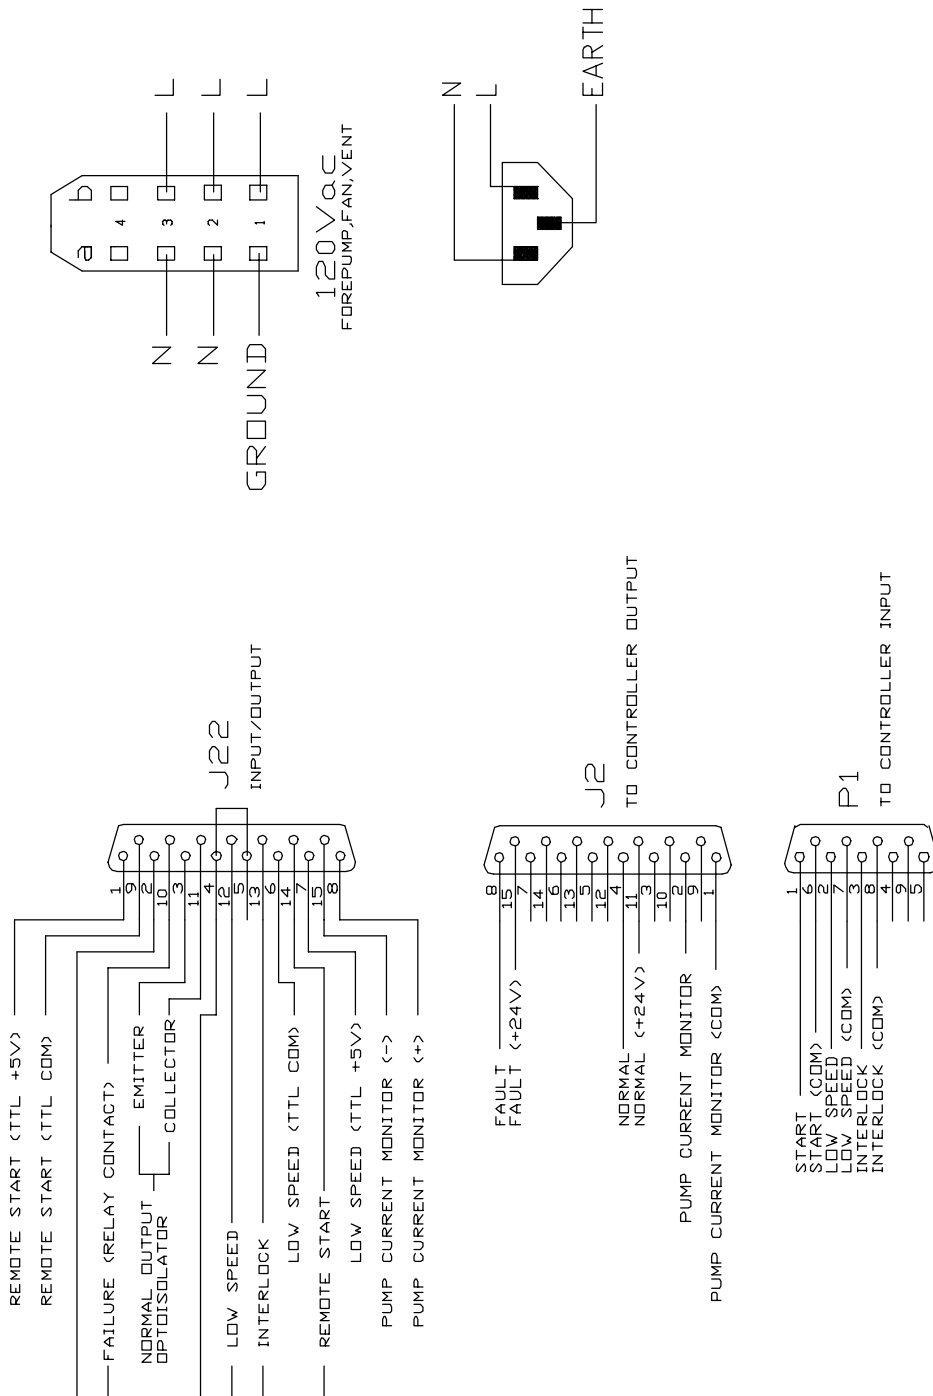 N
L
EARTH
L
L
L
b
a
4
3
2
1
120Vac
FOREPUMP,FAN,VENT
N
N
GROUND
J22
INPUT/OUTPUT
1
9
2
10
3
11
4
12
5
13
6
14
7
15
8
REMOTE START (TTL +5V)
REMOTE START (TTL COM)
FAILURE (RELAY CONTACT)
NORMAL OUTPUT
OPTOISOLATOR
EMITTER
COLLECTOR
LOW SPEED
INTERLOCK
LOW SPEED (TTL COM)
REMOTE START
LOW SPEED (TTL +5V)
PUMP CURRENT MONITOR (-)
PUMP CURRENT MONITOR (+)
J2
TO CONTROLLER OUTPUT
8
15
7
14
6
13
5
12
4
11
3
10
2
9
1
FAULT
FAULT (+24V)
NORMAL
NORMAL (+24V)
PUMP CURRENT MONITOR
PUMP CURRENT MONITOR (COM)
P1
TO CONTROLLER INPUT
1
6
2
7
3
8
4
9
5
START
START (COM)
LOW SPEED
LOW SPEED (COM)
INTERLOCK
INTERLOCK (COM)